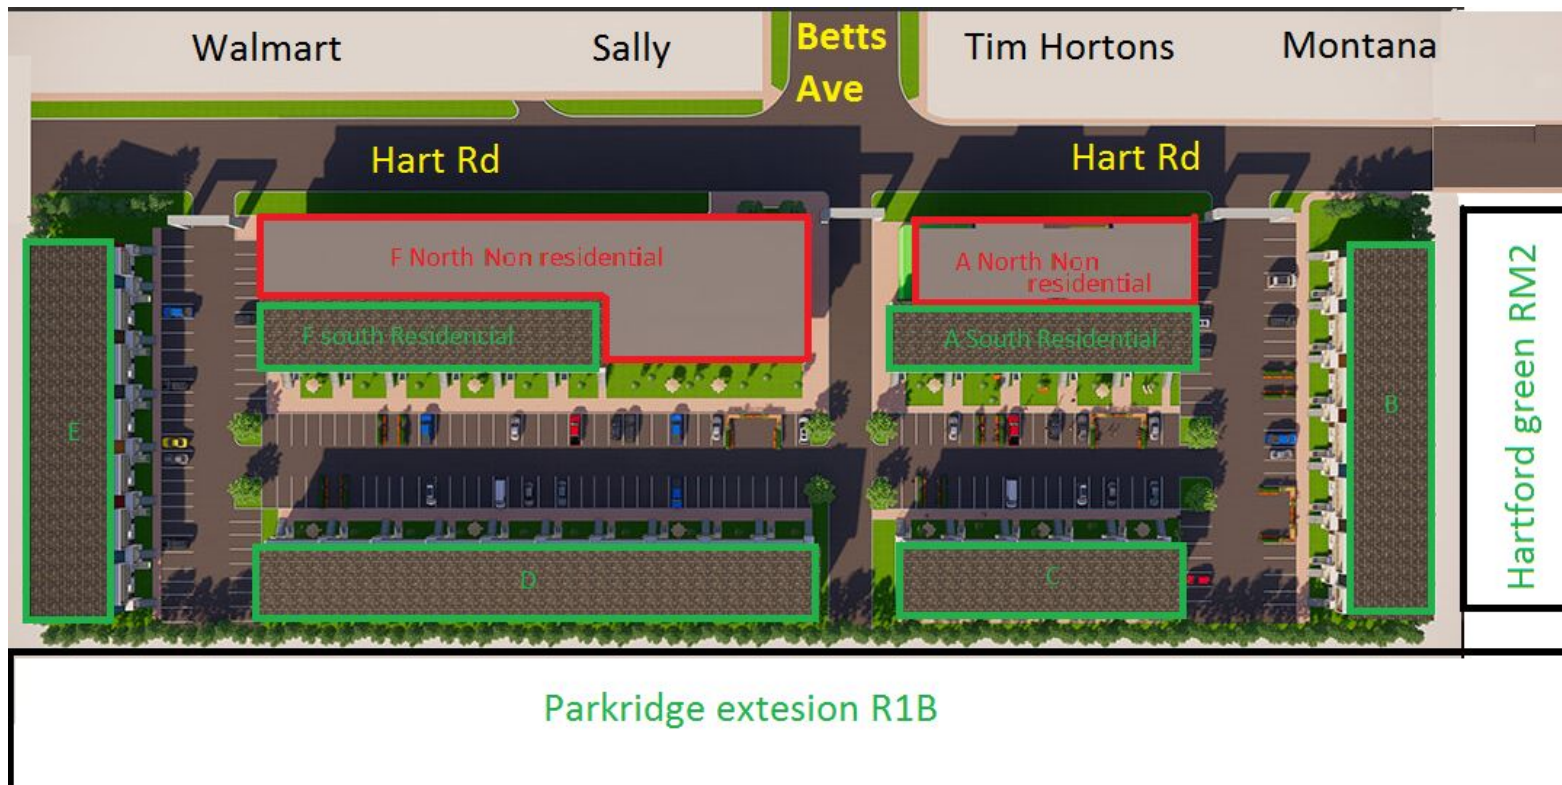 Walmart
Sally
Betts
Ave
Tim Hortons
Montana
Hart Rd
Hart Rd
F North Non residential
A North Non
residential
F south Residencial
A South Residential
E
B
D
C
Hartford green RM2
Parkridge extesion R1B